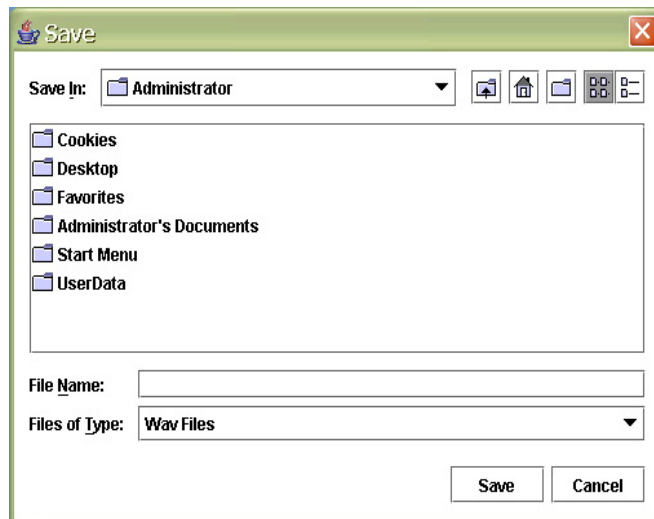 Save
Save In: Administrator
Cookies
Desktop
Favorites
Administrator's Documents
Start Menu
UserData
File Name:
Files of Type: Wav Files
Save Cancel